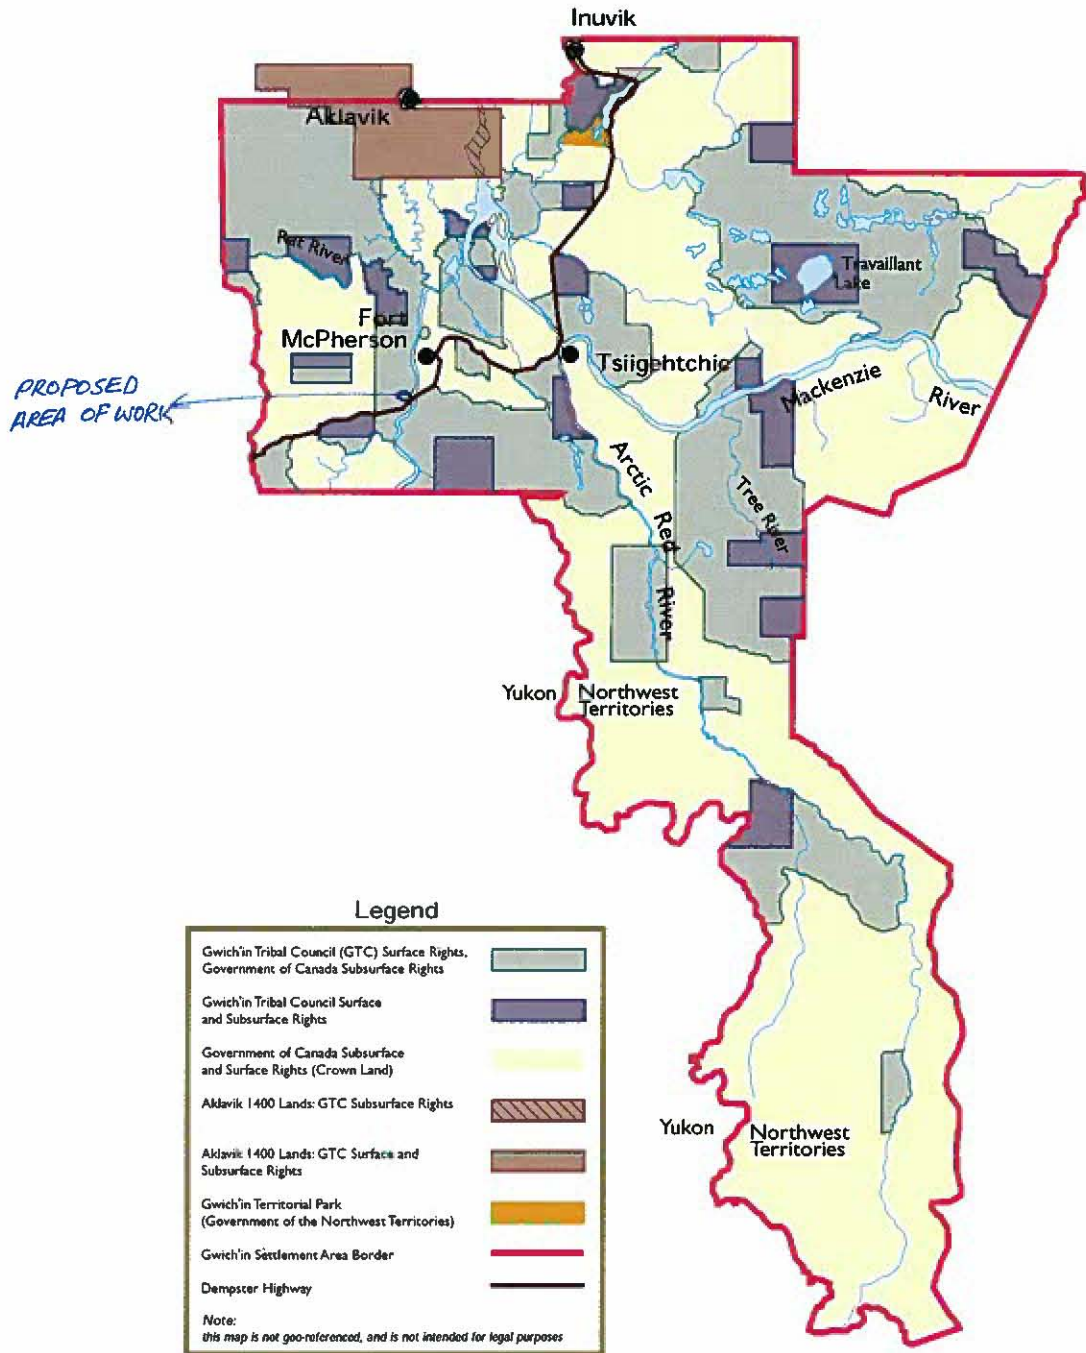 Inuvik
Aklavik
Rat River
Travaillant
Lake
Fort
McPherson
Tsiigehtchic
PROPOSED
AREA OF WORK
Mackenzie
River
Arctic
Red
River
Tree River
Yukon
Northwest
Territories
Yukon
Northwest
Territories
Legend
Gwich'in Tribal Council (GTC) Surface Rights,
Government of Canada Subsurface Rights
Gwich'in Tribal Council Surface
and Subsurface Rights
Government of Canada Subsurface
and Surface Rights (Crown Land)
Aklavik 1400 Lands: GTC Subsurface Rights
Aklavik 1400 Lands: GTC Surface and
Subsurface Rights
Gwich'in Territorial Park
(Government of the Northwest Territories)
Gwich'in Settlement Area Border
Dempster Highway
Note:
this map is not geo-referenced, and is not intended for legal purposes